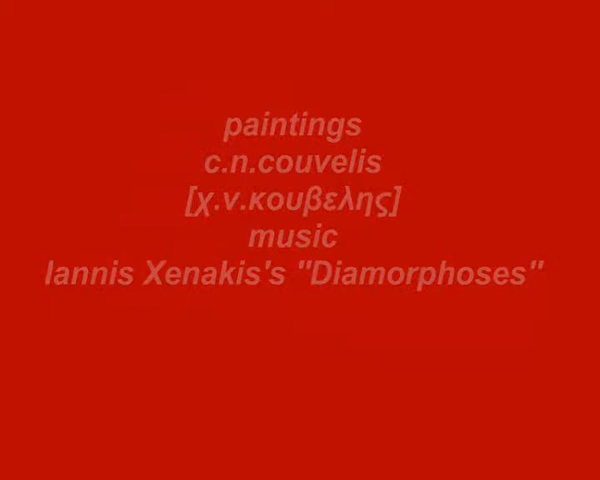 paintings
c.n.couvelis
[χ.ν.κουβελης]
music
Iannis Xenakis's "Diamorphoses"